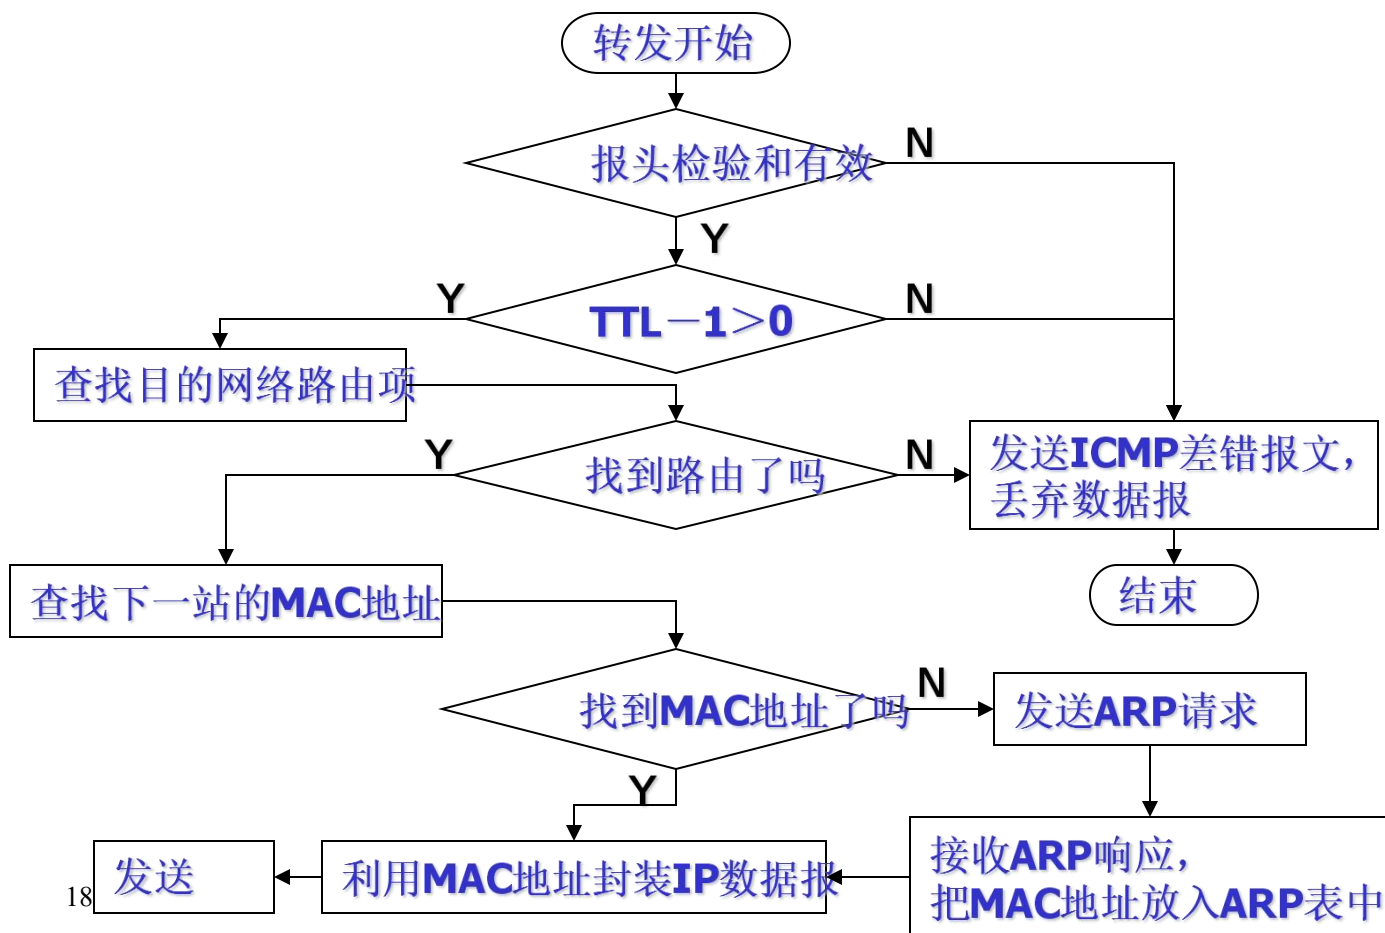 转发开始
报头检验和有效
N
Y
TTL－1＞0
Y
N
查找目的网络路由项
找到路由了吗
Y
N
发送ICMP差错报文，
丢弃数据报
结束
查找下一站的MAC地址
找到MAC地址了吗
N
发送ARP请求
Y
接收ARP响应，
把MAC地址放入ARP表中
利用MAC地址封装IP数据报
发送
18